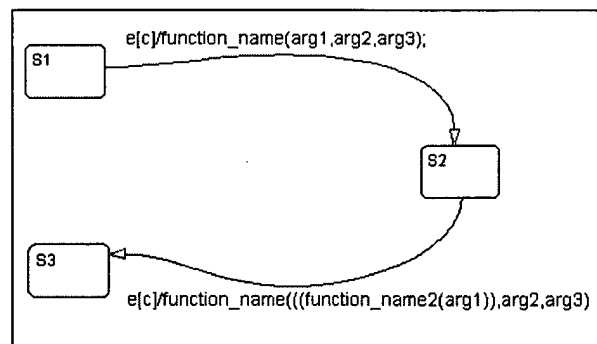 e[c]/function_name(arg1,arg2,arg3);
S1
S2
S3
e[c]/function_name(((function_name2(arg1)),arg2,arg3)